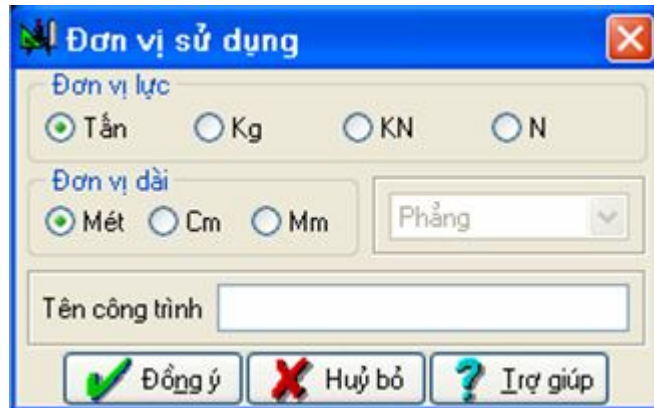 Đơn vị sử dụng
Đơn vị lực
Tấn Kg KN N
Đơn vị dài
Mét Cm Mm Phẳng
Tên công trình
Đồng ý Huỷ bỏ Trợ giúp